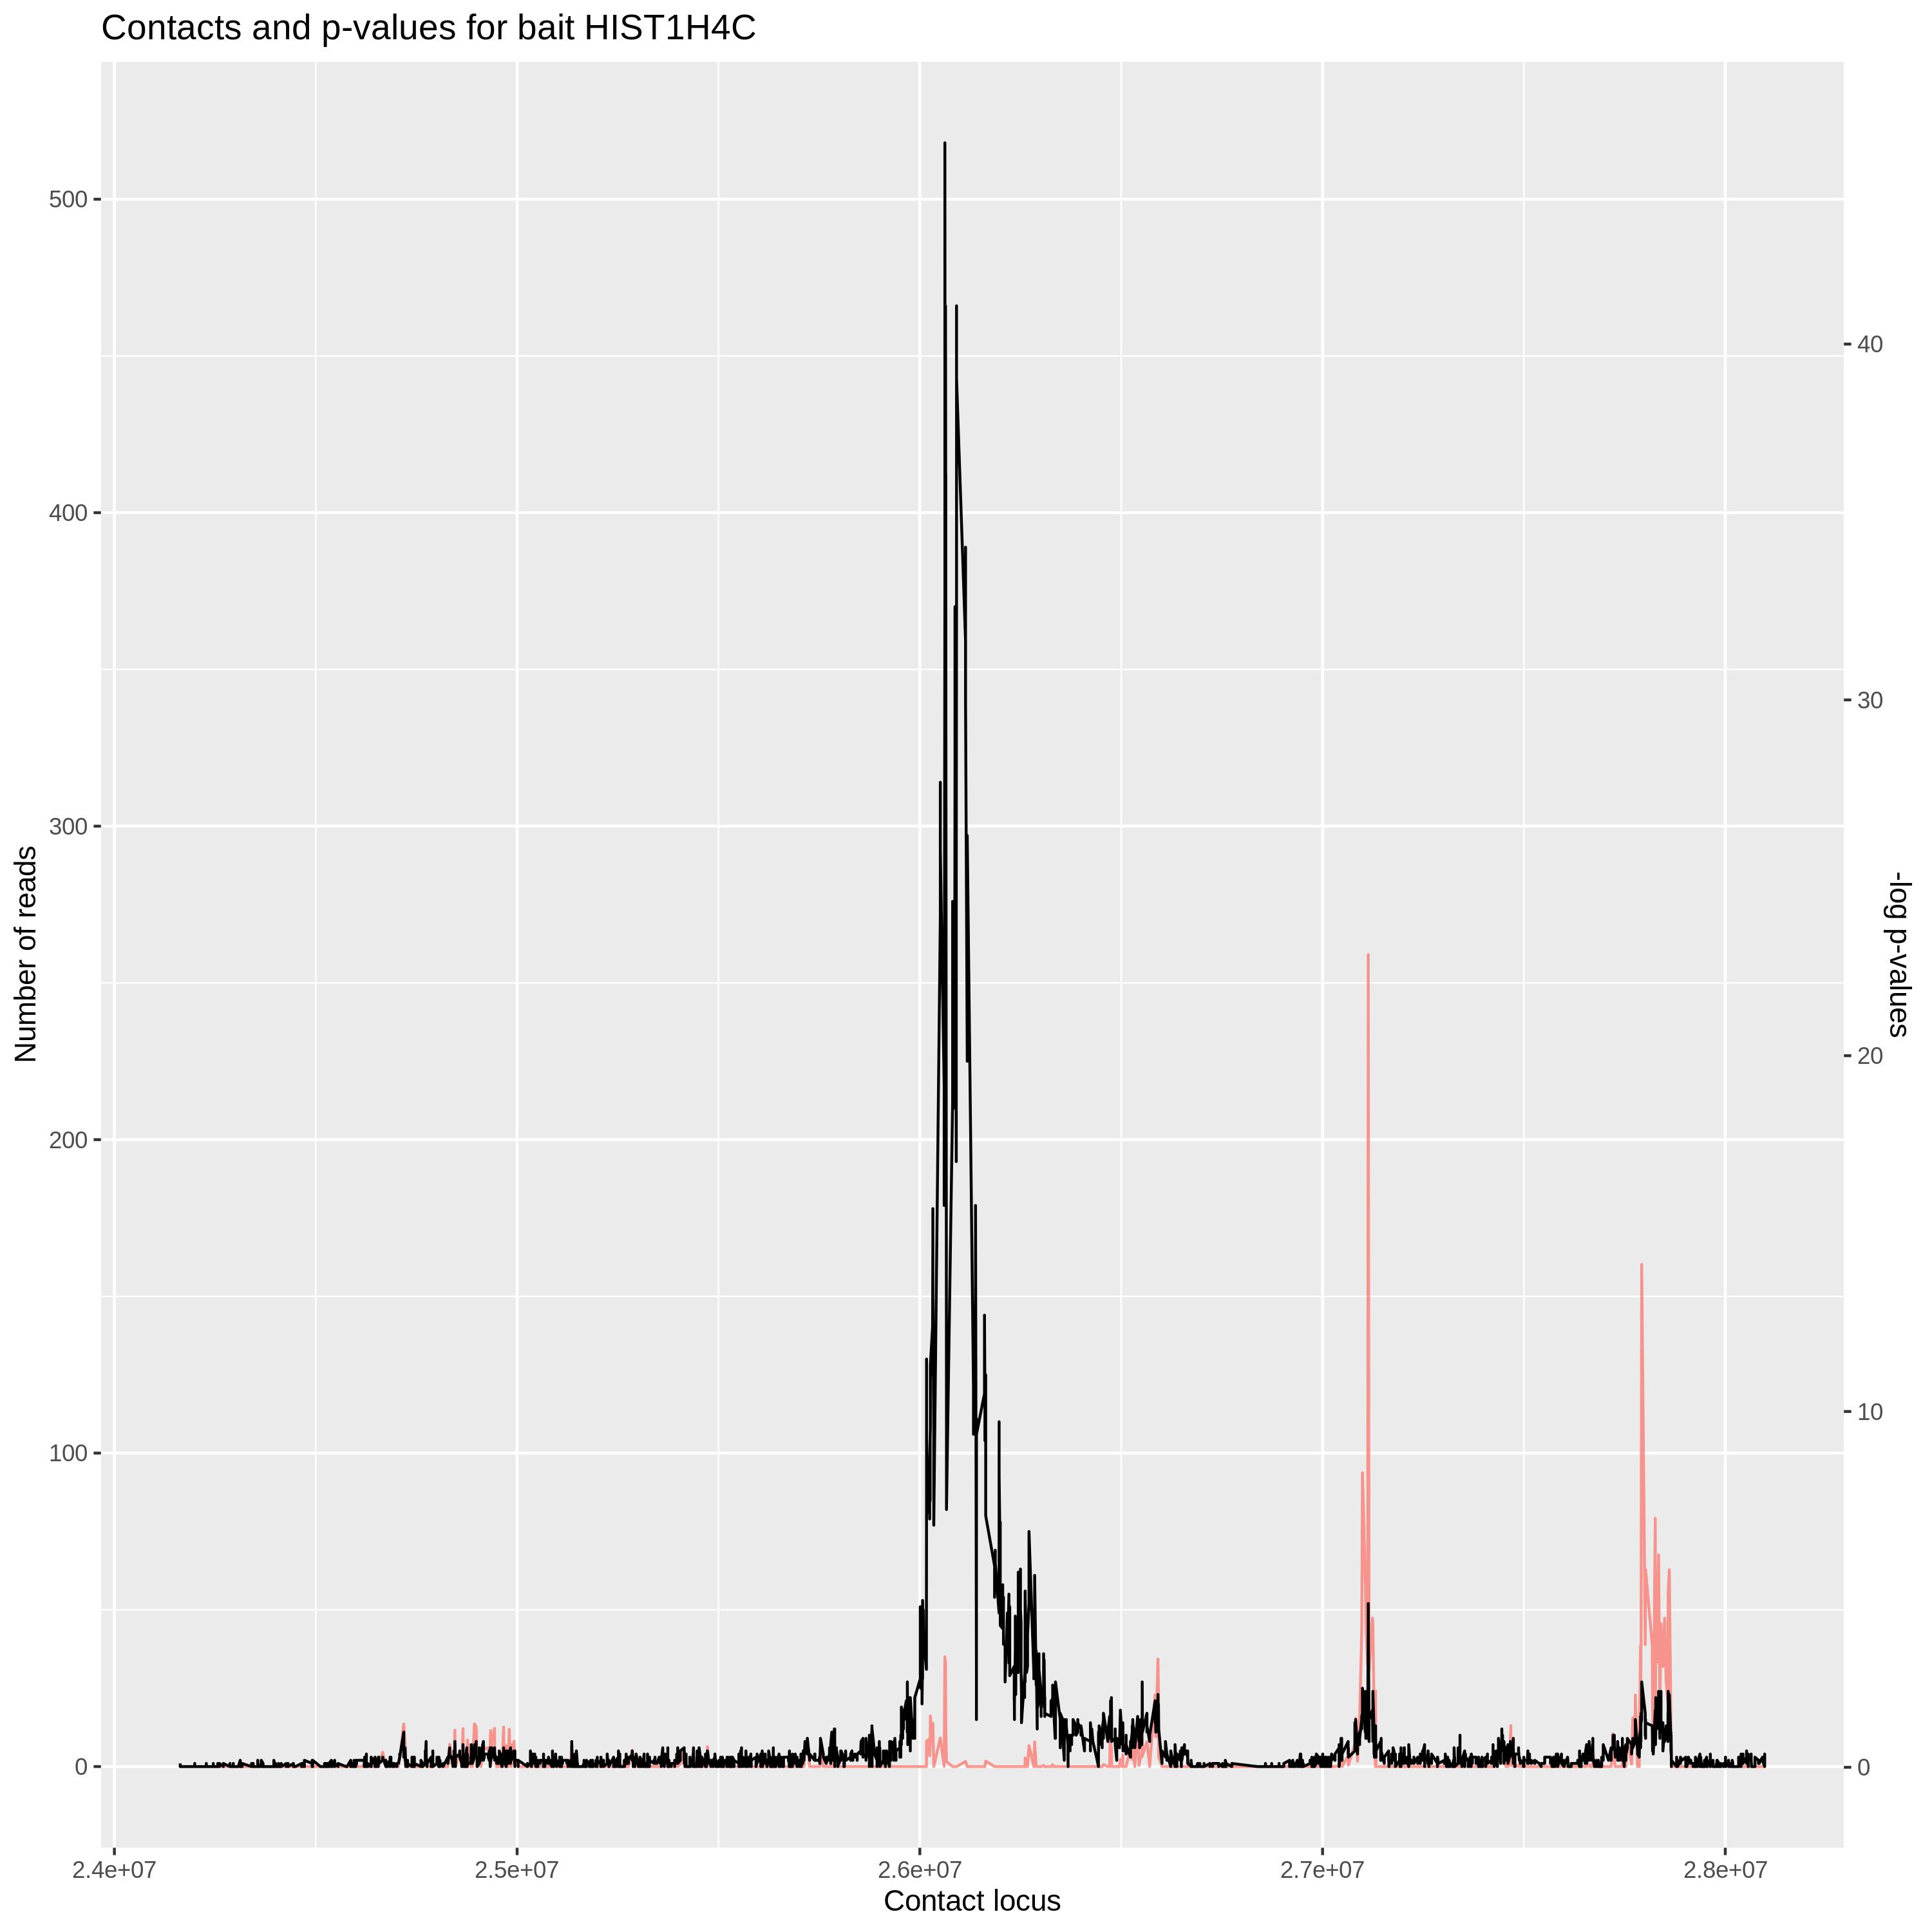 Contacts and p-values for bait HIST1H4C
Number of reads
500
400
300
200
100
0
40
30
20
10
0
-log p-values
2.4e+07
2.5e+07
2.6e+07
2.7e+07
2.8e+07
Contact locus